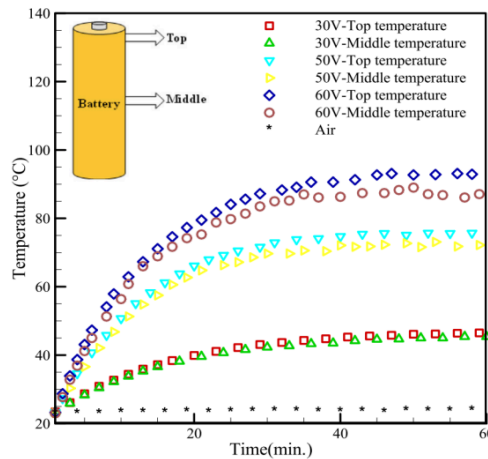 140
120
100
80
60
40
20
Temperature (°C)
Top
Middle
Battery
30V-Top temperature
30V-Middle temperature
50V-Top temperature
50V-Middle temperature
60V-Top temperature
60V-Middle temperature
Air
20
40
60
Time(min.)